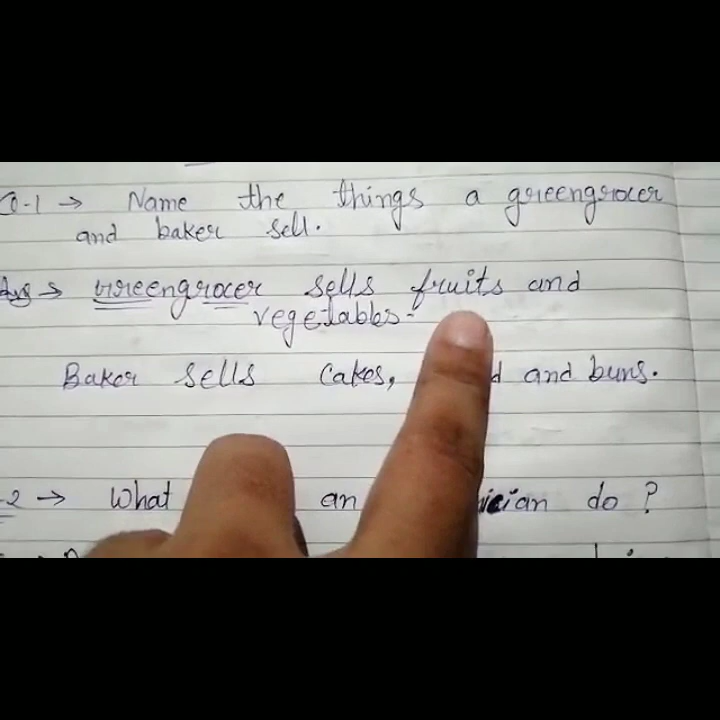 Q-1 → Name the things a greengrocer
and baker sell.
Ans → Greengrocer sells fruits and
vegetables.
Baker sells Cakes, and buns.
2 → What an do ?